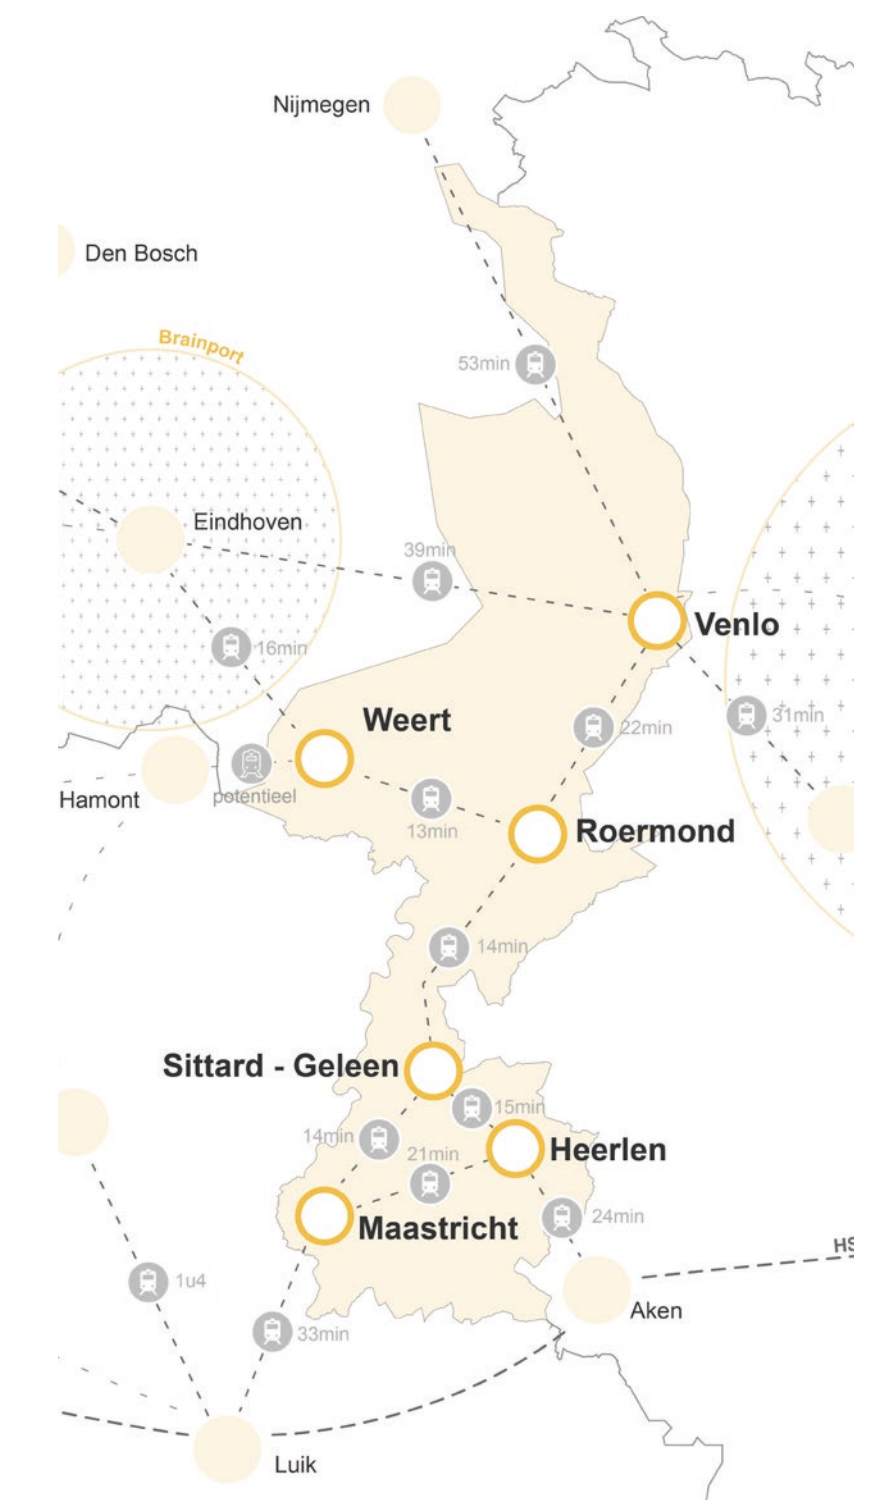 Nijmegen
Den Bosch
Brainport
53min
Eindhoven
39min
Venlo
16min
Weert
22min
31min
Hamont
potentieel
13min
Roermond
14min
Sittard - Geleen
15min
14min
21min
Heerlen
Maastricht
24min
HS
1u4
Aken
33min
Luik